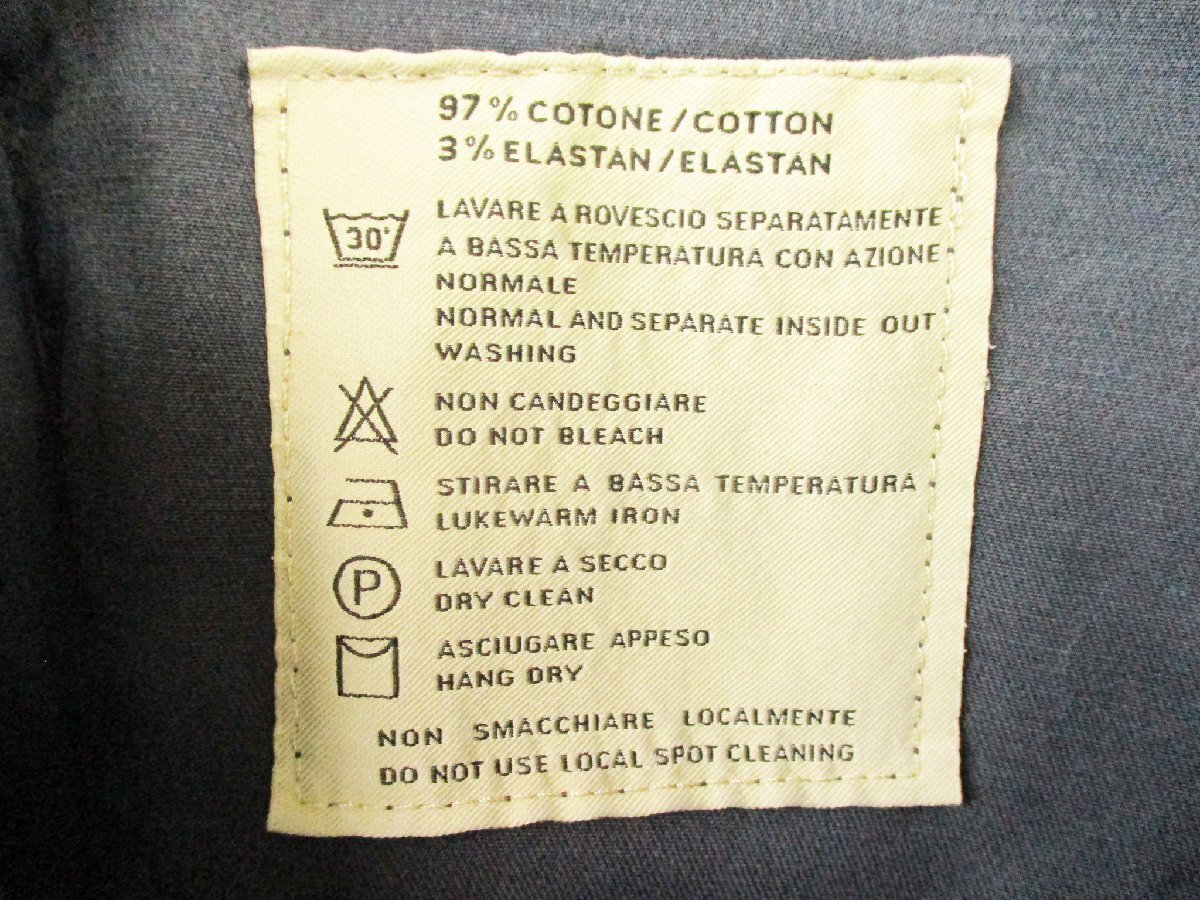 97% COTONE/COTTON
3% ELASTAN/ELASTAN
30°
LAVARE A ROVESCIO SEPARATAMENTE
A BASSA TEMPERATURA CON AZIONE
NORMALE
NORMAL AND SEPARATE INSIDE OUT
WASHING
NON CANDEGGIARE
DO NOT BLEACH
STIRARE A BASSA TEMPERATURA
LUKEWARM IRON
P
LAVARE A SECCO
DRY CLEAN
ASCIUGARE APPESO
HANG DRY
NON SMACCHIARE LOCALMENTE
DO NOT USE LOCAL SPOT CLEANING